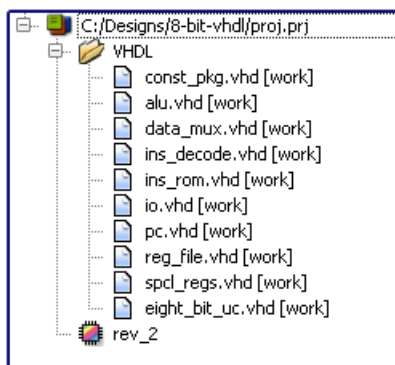 C:/Designs/8-bit-vhdl/proj.prj
VHDL
const_pkg.vhd [work]
alu.vhd [work]
data_mux.vhd [work]
ins_decode.vhd [work]
ins_rom.vhd [work]
io.vhd [work]
pc.vhd [work]
reg_file.vhd [work]
spcl_regs.vhd [work]
eight_bit_uc.vhd [work]
rev_2